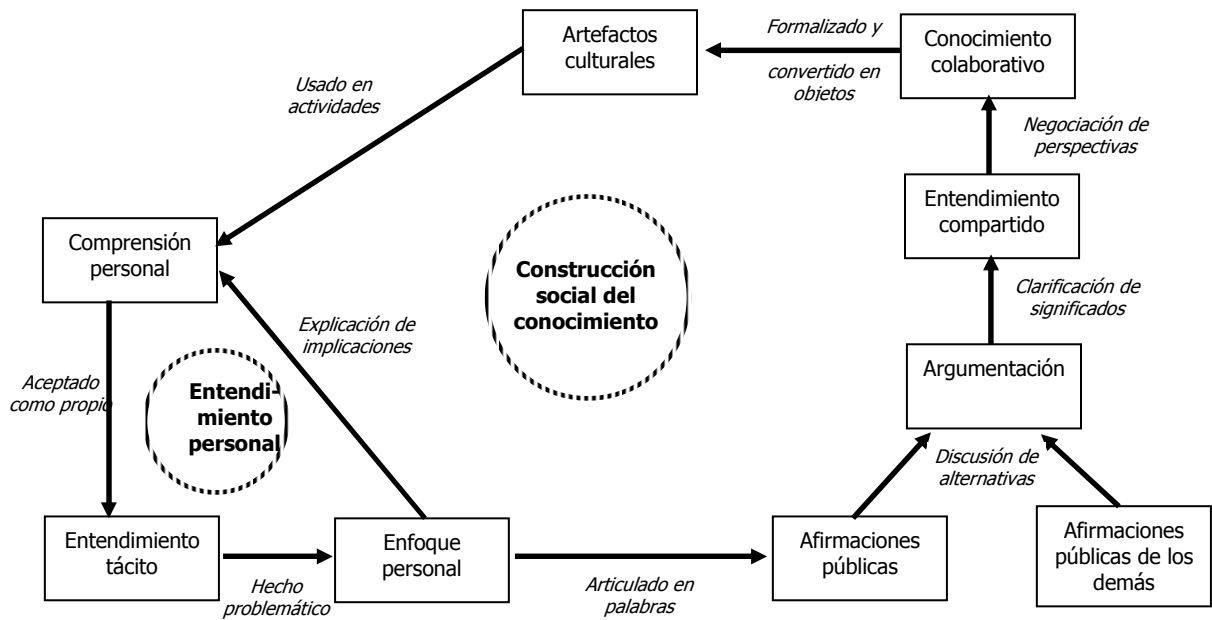 Artefactos
culturales
Formalizado y
convertido en
objetos
Conocimiento
colaborativo
Usado en
actividades
Negociación de
perspectivas
Entendimiento
compartido
Comprensión
personal
Construcción
social del
conocimiento
Clarificación de
significados
Explicación de
implicaciones
Argumentación
Aceptado
como propio
Entendi-
miento
personal
Discusión de
alternativas
Entendimiento
tácito
Hecho
problemático
Enfoque
personal
Articulado en
palabras
Afirmaciones
públicas
Afirmaciones
públicas de los
demás